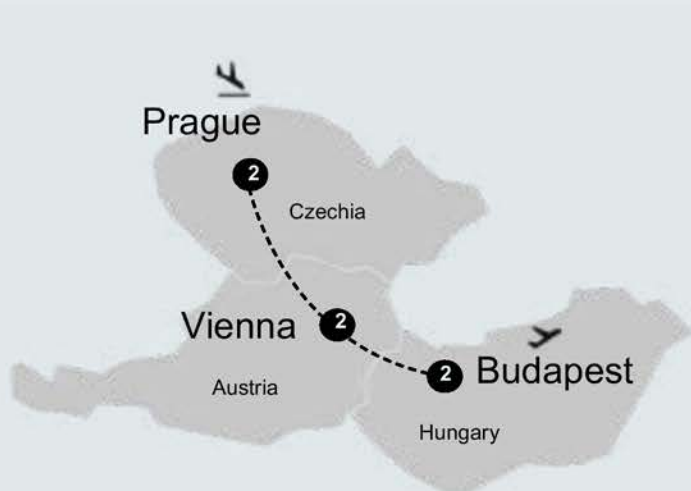 Prague
2
Czechia
Vienna
2
Austria
2
Budapest
Hungary